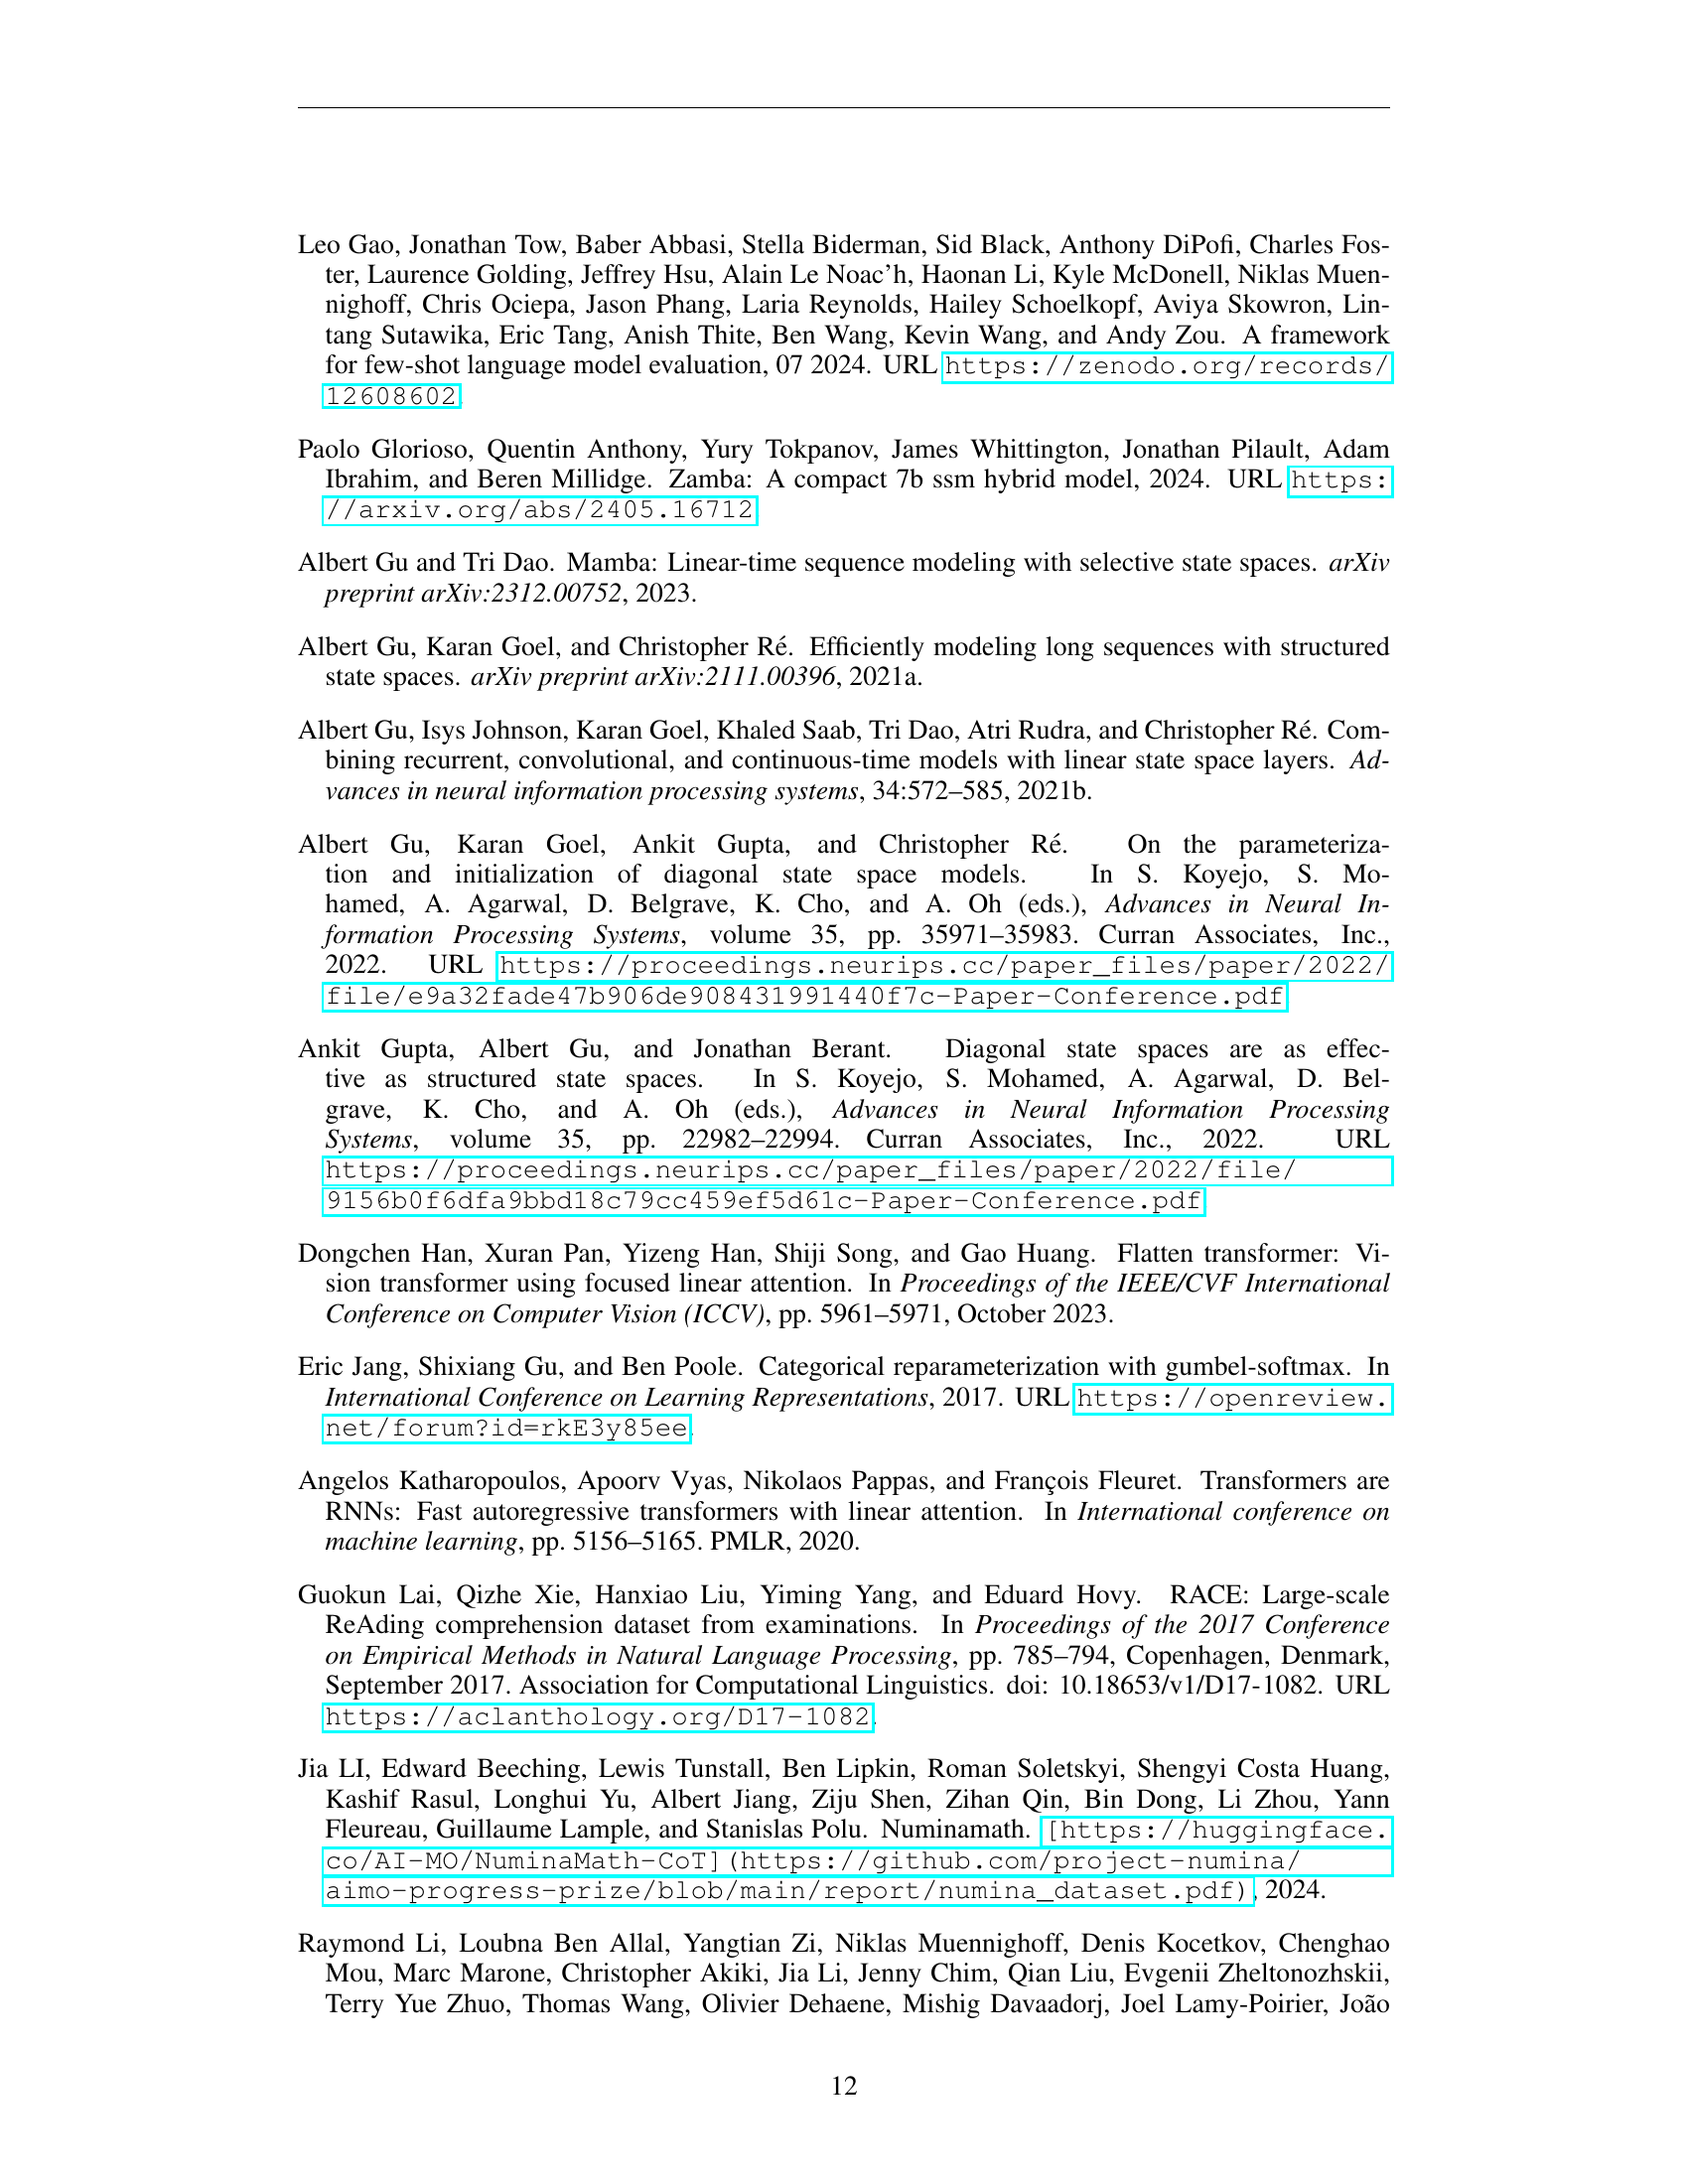 Leo Gao, Jonathan Tow, Baber Abbasi, Stella Biderman, Sid Black, Anthony DiPofi, Charles Fos-
ter, Laurence Golding, Jeffrey Hsu, Alain Le Noac'h, Haonan Li, Kyle McDonell, Niklas Muen-
nighoff, Chris Ociepa, Jason Phang, Laria Reynolds, Hailey Schoelkopf, Aviya Skowron, Lin-
tang Sutawika, Eric Tang, Anish Thite, Ben Wang, Kevin Wang, and Andy Zou. A framework
for few-shot language model evaluation, 07 2024. URL https://zenodo.org/records/
12608602.
Paolo Glorioso, Quentin Anthony, Yury Tokpanov, James Whittington, Jonathan Pilault, Adam
Ibrahim, and Beren Millidge. Zamba: A compact 7b ssm hybrid model, 2024. URL https:
//arxiv.org/abs/2405.16712.
Albert Gu and Tri Dao. Mamba: Linear-time sequence modeling with selective state spaces. arXiv
preprint arXiv:2312.00752, 2023.
Albert Gu, Karan Goel, and Christopher Ré. Efficiently modeling long sequences with structured
state spaces. arXiv preprint arXiv:2111.00396, 2021a.
Albert Gu, Isys Johnson, Karan Goel, Khaled Saab, Tri Dao, Atri Rudra, and Christopher Ré. Com-
bining recurrent, convolutional, and continuous-time models with linear state space layers. Ad-
vances in neural information processing systems, 34:572–585, 2021b.
Albert Gu, Karan Goel, Ankit Gupta, and Christopher Ré. On the parameteriza-
tion and initialization of diagonal state space models. In S. Koyejo, S. Mo-
hamed, A. Agarwal, D. Belgrave, K. Cho, and A. Oh (eds.), Advances in Neural In-
formation Processing Systems, volume 35, pp. 35971–35983. Curran Associates, Inc.,
2022. URL https://proceedings.neurips.cc/paper_files/paper/2022/
file/e9a32fade47b906de908431991440f7c-Paper-Conference.pdf.
Ankit Gupta, Albert Gu, and Jonathan Berant. Diagonal state spaces are as effec-
tive as structured state spaces. In S. Koyejo, S. Mohamed, A. Agarwal, D. Bel-
grave, K. Cho, and A. Oh (eds.), Advances in Neural Information Processing
Systems, volume 35, pp. 22982–22994. Curran Associates, Inc., 2022. URL
https://proceedings.neurips.cc/paper_files/paper/2022/file/
9156b0f6dfa9bbd18c79cc459ef5d61c-Paper-Conference.pdf.
Dongchen Han, Xuran Pan, Yizeng Han, Shiji Song, and Gao Huang. Flatten transformer: Vi-
sion transformer using focused linear attention. In Proceedings of the IEEE/CVF International
Conference on Computer Vision (ICCV), pp. 5961–5971, October 2023.
Eric Jang, Shixiang Gu, and Ben Poole. Categorical reparameterization with gumbel-softmax. In
International Conference on Learning Representations, 2017. URL https://openreview.
net/forum?id=rkE3y85ee.
Angelos Katharopoulos, Apoorv Vyas, Nikolaos Pappas, and François Fleuret. Transformers are
RNNs: Fast autoregressive transformers with linear attention. In International conference on
machine learning, pp. 5156–5165. PMLR, 2020.
Guokun Lai, Qizhe Xie, Hanxiao Liu, Yiming Yang, and Eduard Hovy. RACE: Large-scale
ReAding comprehension dataset from examinations. In Proceedings of the 2017 Conference
on Empirical Methods in Natural Language Processing, pp. 785–794, Copenhagen, Denmark,
September 2017. Association for Computational Linguistics. doi: 10.18653/v1/D17-1082. URL
https://aclanthology.org/D17-1082.
Jia LI, Edward Beeching, Lewis Tunstall, Ben Lipkin, Roman Soletskyi, Shengyi Costa Huang,
Kashif Rasul, Longhui Yu, Albert Jiang, Ziju Shen, Zihan Qin, Bin Dong, Li Zhou, Yann
Fleureau, Guillaume Lample, and Stanislas Polu. Numinamath. [https://huggingface.
co/AI-MO/NuminaMath-CoT](https://github.com/project-numina/
aimo-progress-prize/blob/main/report/numina_dataset.pdf), 2024.
Raymond Li, Loubna Ben Allal, Yangtian Zi, Niklas Muennighoff, Denis Kocetkov, Chenghao
Mou, Marc Marone, Christopher Akiki, Jia Li, Jenny Chim, Qian Liu, Evgenii Zheltonozhskii,
Terry Yue Zhuo, Thomas Wang, Olivier Dehaene, Mishig Davaadorj, Joel Lamy-Poirier, João
12